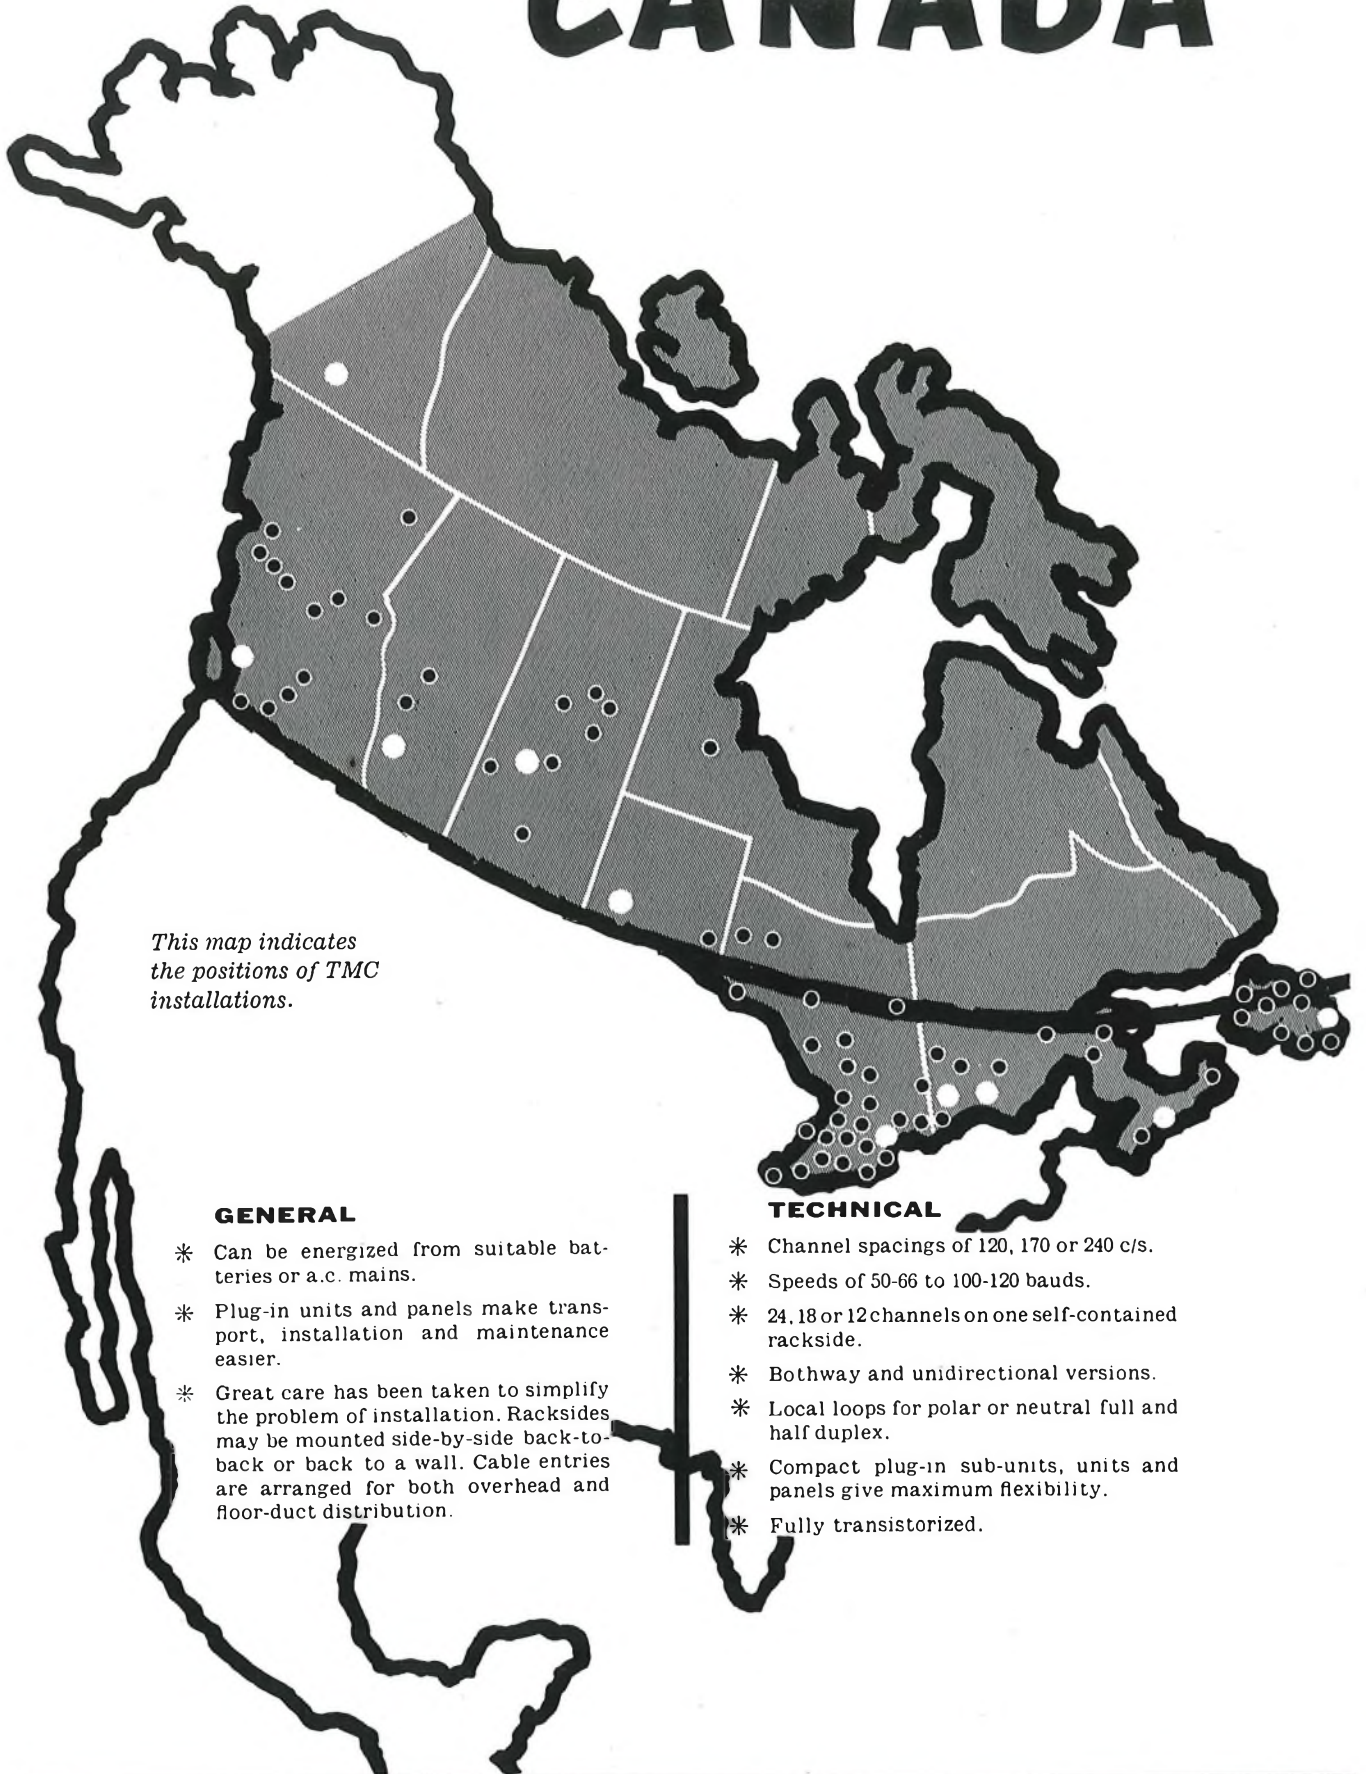 CANADA
This map indicates
the positions of TMC
installations.
GENERAL
✳ Can be energized from suitable bat-
teries or a.c. mains.
✳ Plug-in units and panels make trans-
port, installation and maintenance
easier.
✳ Great care has been taken to simplify
the problem of installation. Racksides
may be mounted side-by-side back-to-
back or back to a wall. Cable entries
are arranged for both overhead and
floor-duct distribution.
TECHNICAL
✳ Channel spacings of 120, 170 or 240 c/s.
✳ Speeds of 50-66 to 100-120 bauds.
✳ 24, 18 or 12 channels on one self-contained
rackside.
✳ Bothway and unidirectional versions.
✳ Local loops for polar or neutral full and
half duplex.
✳ Compact plug-in sub-units, units and
panels give maximum flexibility.
✳ Fully transistorized.